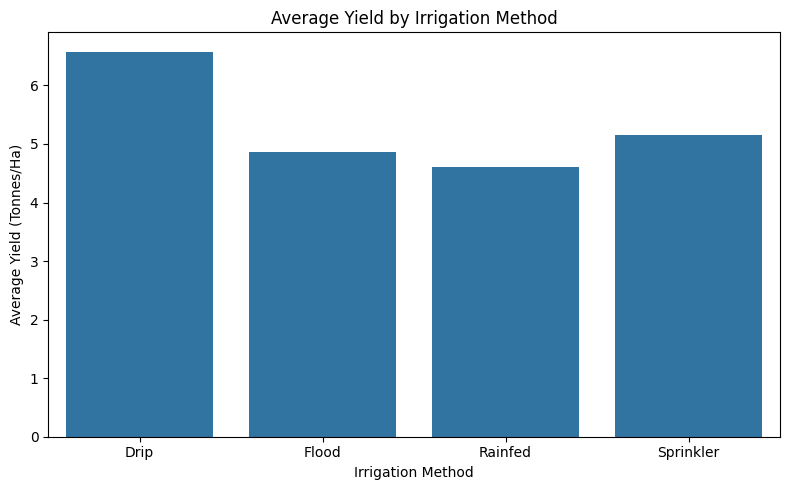 Average Yield by Irrigation Method
Average Yield (Tonnes/Ha)
6
5
4
3
2
1
0
Drip
Flood
Rainfed
Sprinkler
Irrigation Method